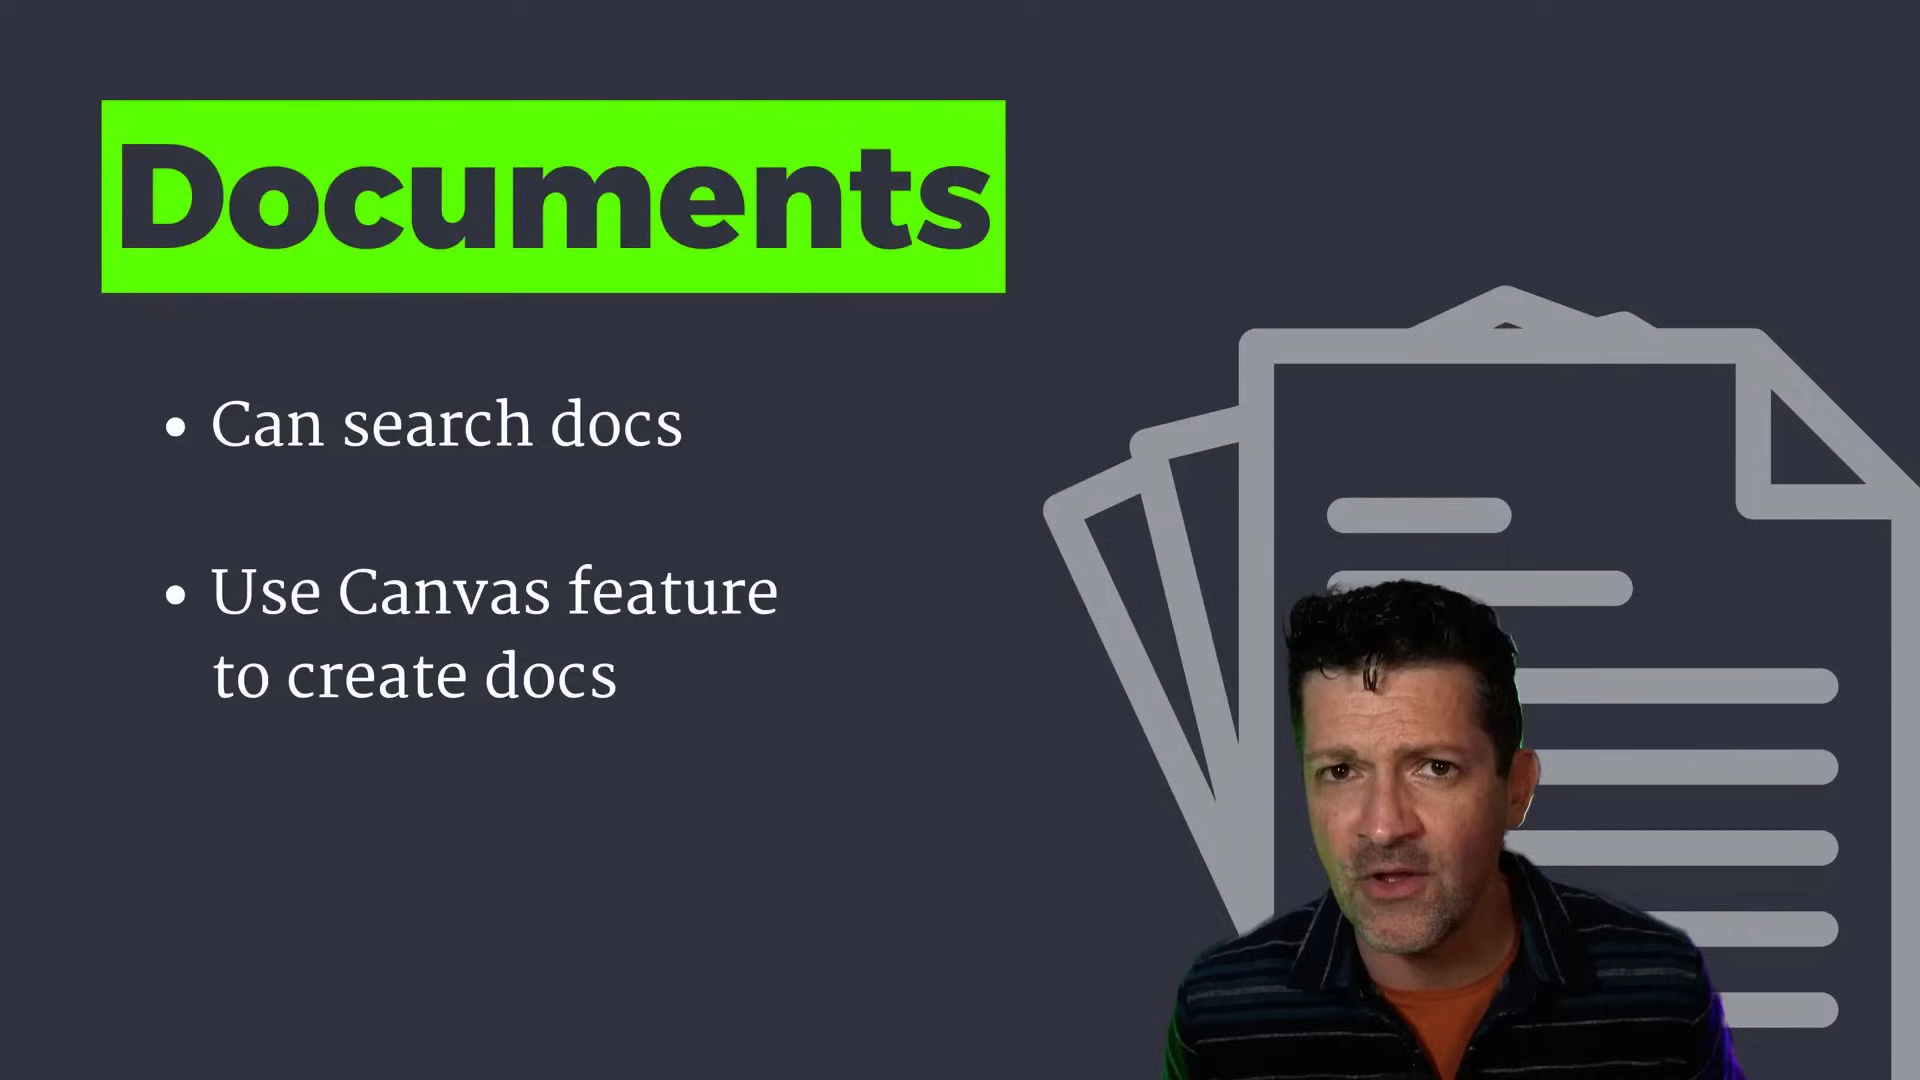 Documents
• Can search docs
• Use Canvas feature
to create docs